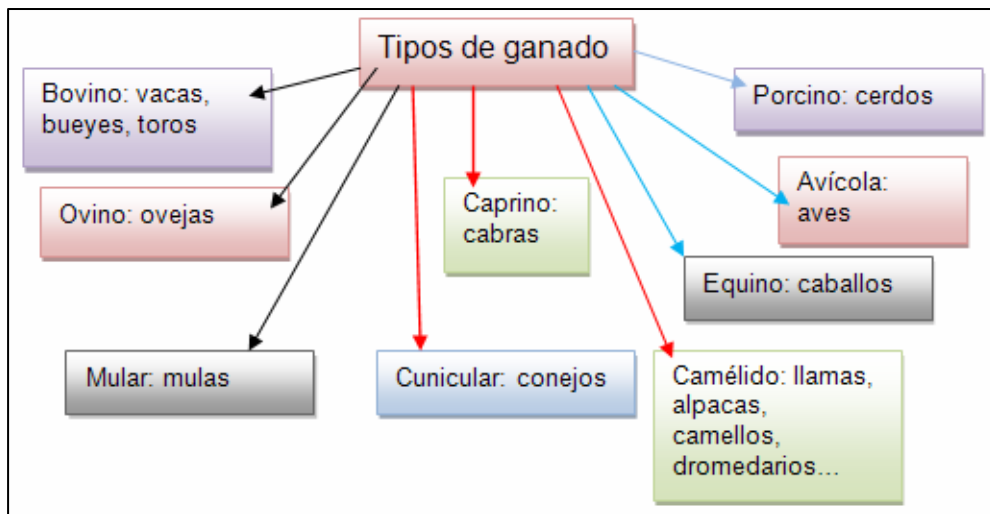 Tipos de ganado
Bovino: vacas,
bueyes, toros
Porcino: cerdos
Ovino: ovejas
Caprino:
cabras
Avícola:
aves
Equino: caballos
Mular: mulas
Cunicular: conejos
Camélido: llamas,
alpacas,
camellos,
dromedarios...